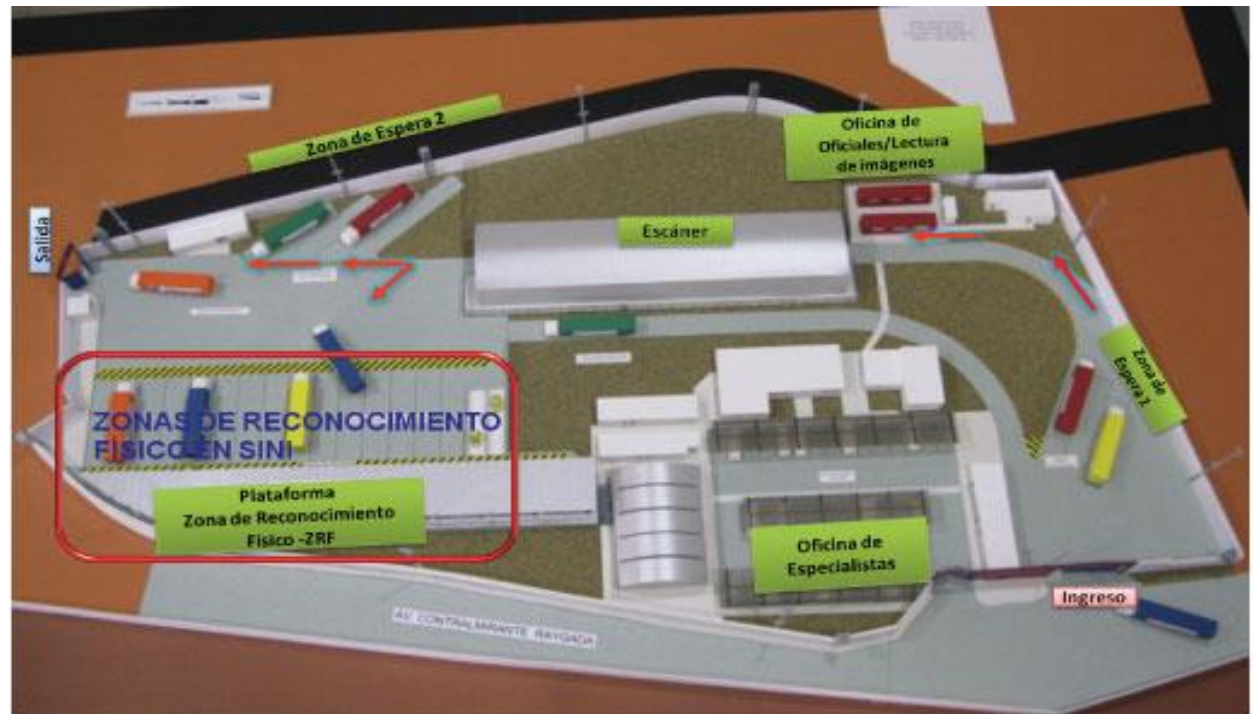 Zona de Espera 2
Oficina de
Oficiales/Lectura
de imágenes
Salida
Escáner
Zona de
Espera 1
ZONAS DE RECONOCIMIENTO
FISICO EN SINI
Plataforma
Zona de Reconocimiento
Físico -ZRF
Oficina de
Especialistas
Ingreso
AV. CONTRALMIRANTE RAYGADA